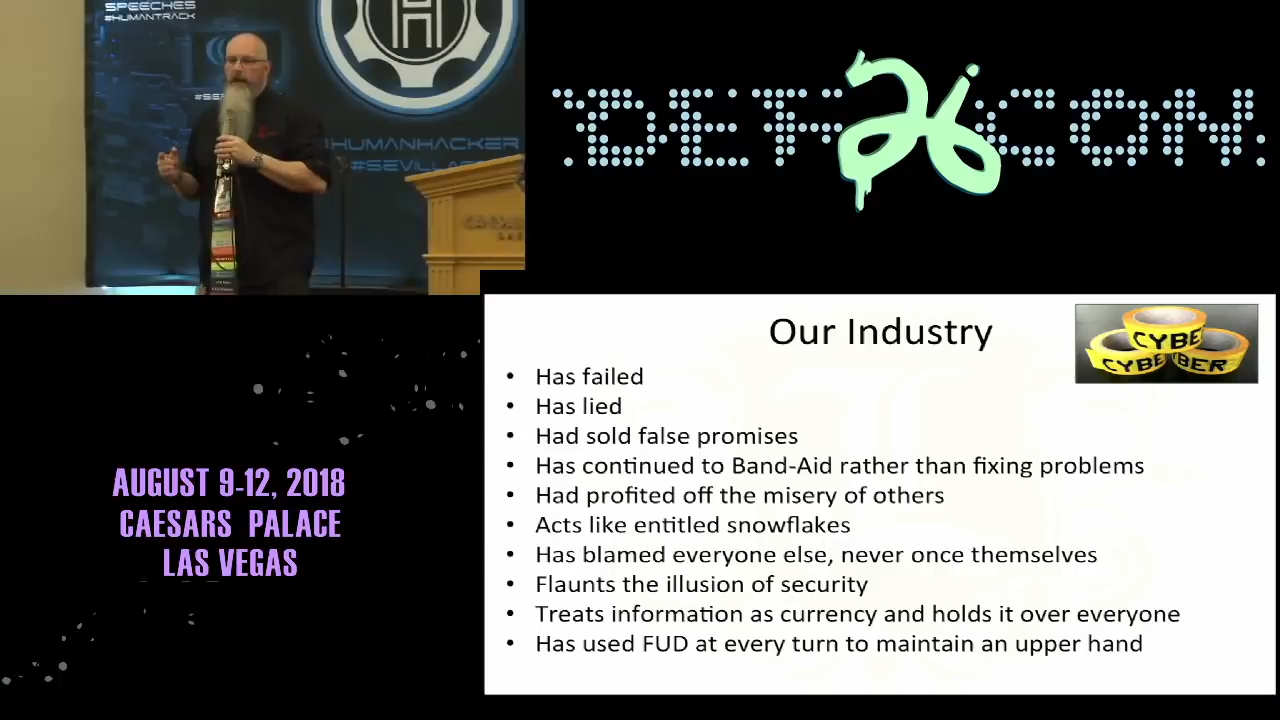 SPEECHES
#HUMANTRACK
HUMANHACKER
DEF 26 CON
Our Industry
CYBER
CYBE
BER
• Has failed
• Has lied
• Had sold false promises
• Has continued to Band-Aid rather than fixing problems
• Had profited off the misery of others
• Acts like entitled snowflakes
• Has blamed everyone else, never once themselves
• Flaunts the illusion of security
• Treats information as currency and holds it over everyone
• Has used FUD at every turn to maintain an upper hand
AUGUST 9-12, 2018
CAESARS PALACE
LAS VEGAS